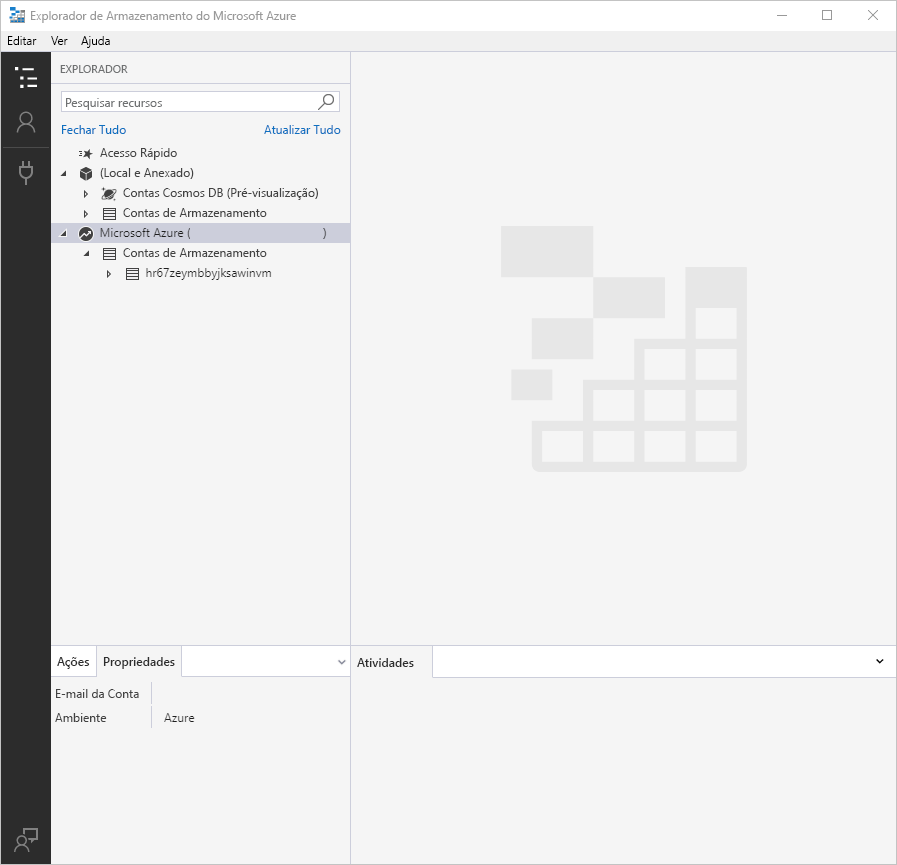 Explorador de Armazenamento do Microsoft Azure
Editar Ver Ajuda
EXPLORADOR
Pesquisar recursos
Fechar Tudo Atualizar Tudo
Acesso Rápido
(Local e Anexado)
Contas Cosmos DB (Pré-visualização)
Contas de Armazenamento
Microsoft Azure ( )
Contas de Armazenamento
hr67zeymbbyjksawinvm
Ações Propriedades Atividades
E-mail da Conta
Ambiente Azure